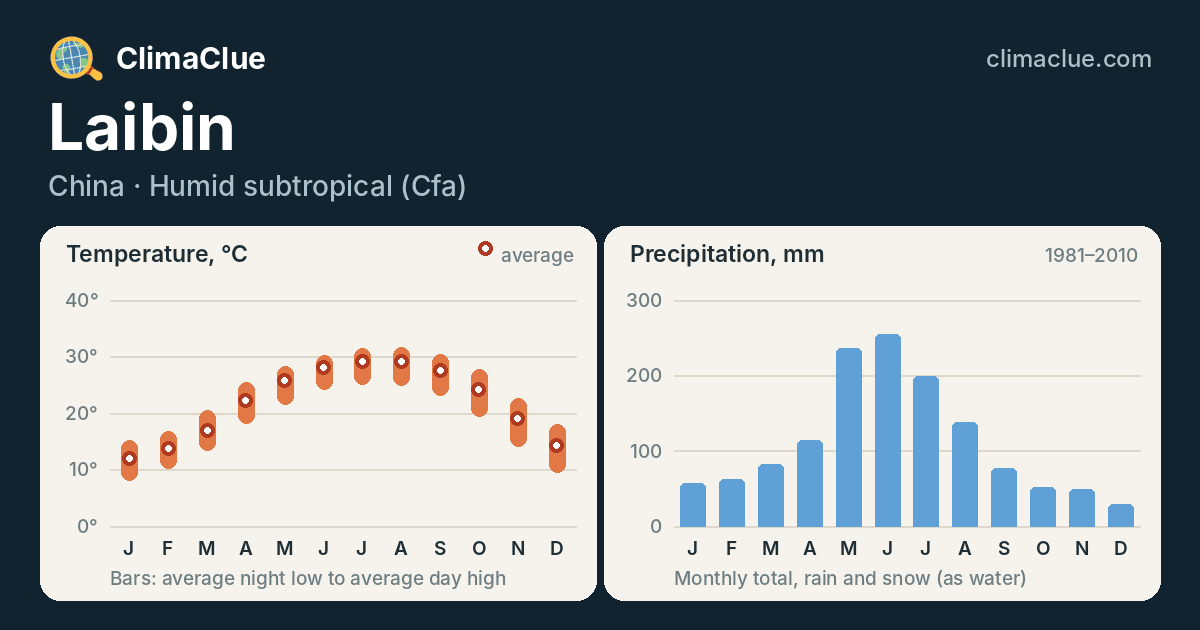 ClimaClue
climaclue.com
Laibin
China · Humid subtropical (Cfa)
Temperature, °C
average
40°
30°
20°
10°
0°
J F M A M J J A S O N D
Bars: average night low to average day high
Precipitation, mm
1981–2010
300
200
100
0
J F M A M J J A S O N D
Monthly total, rain and snow (as water)